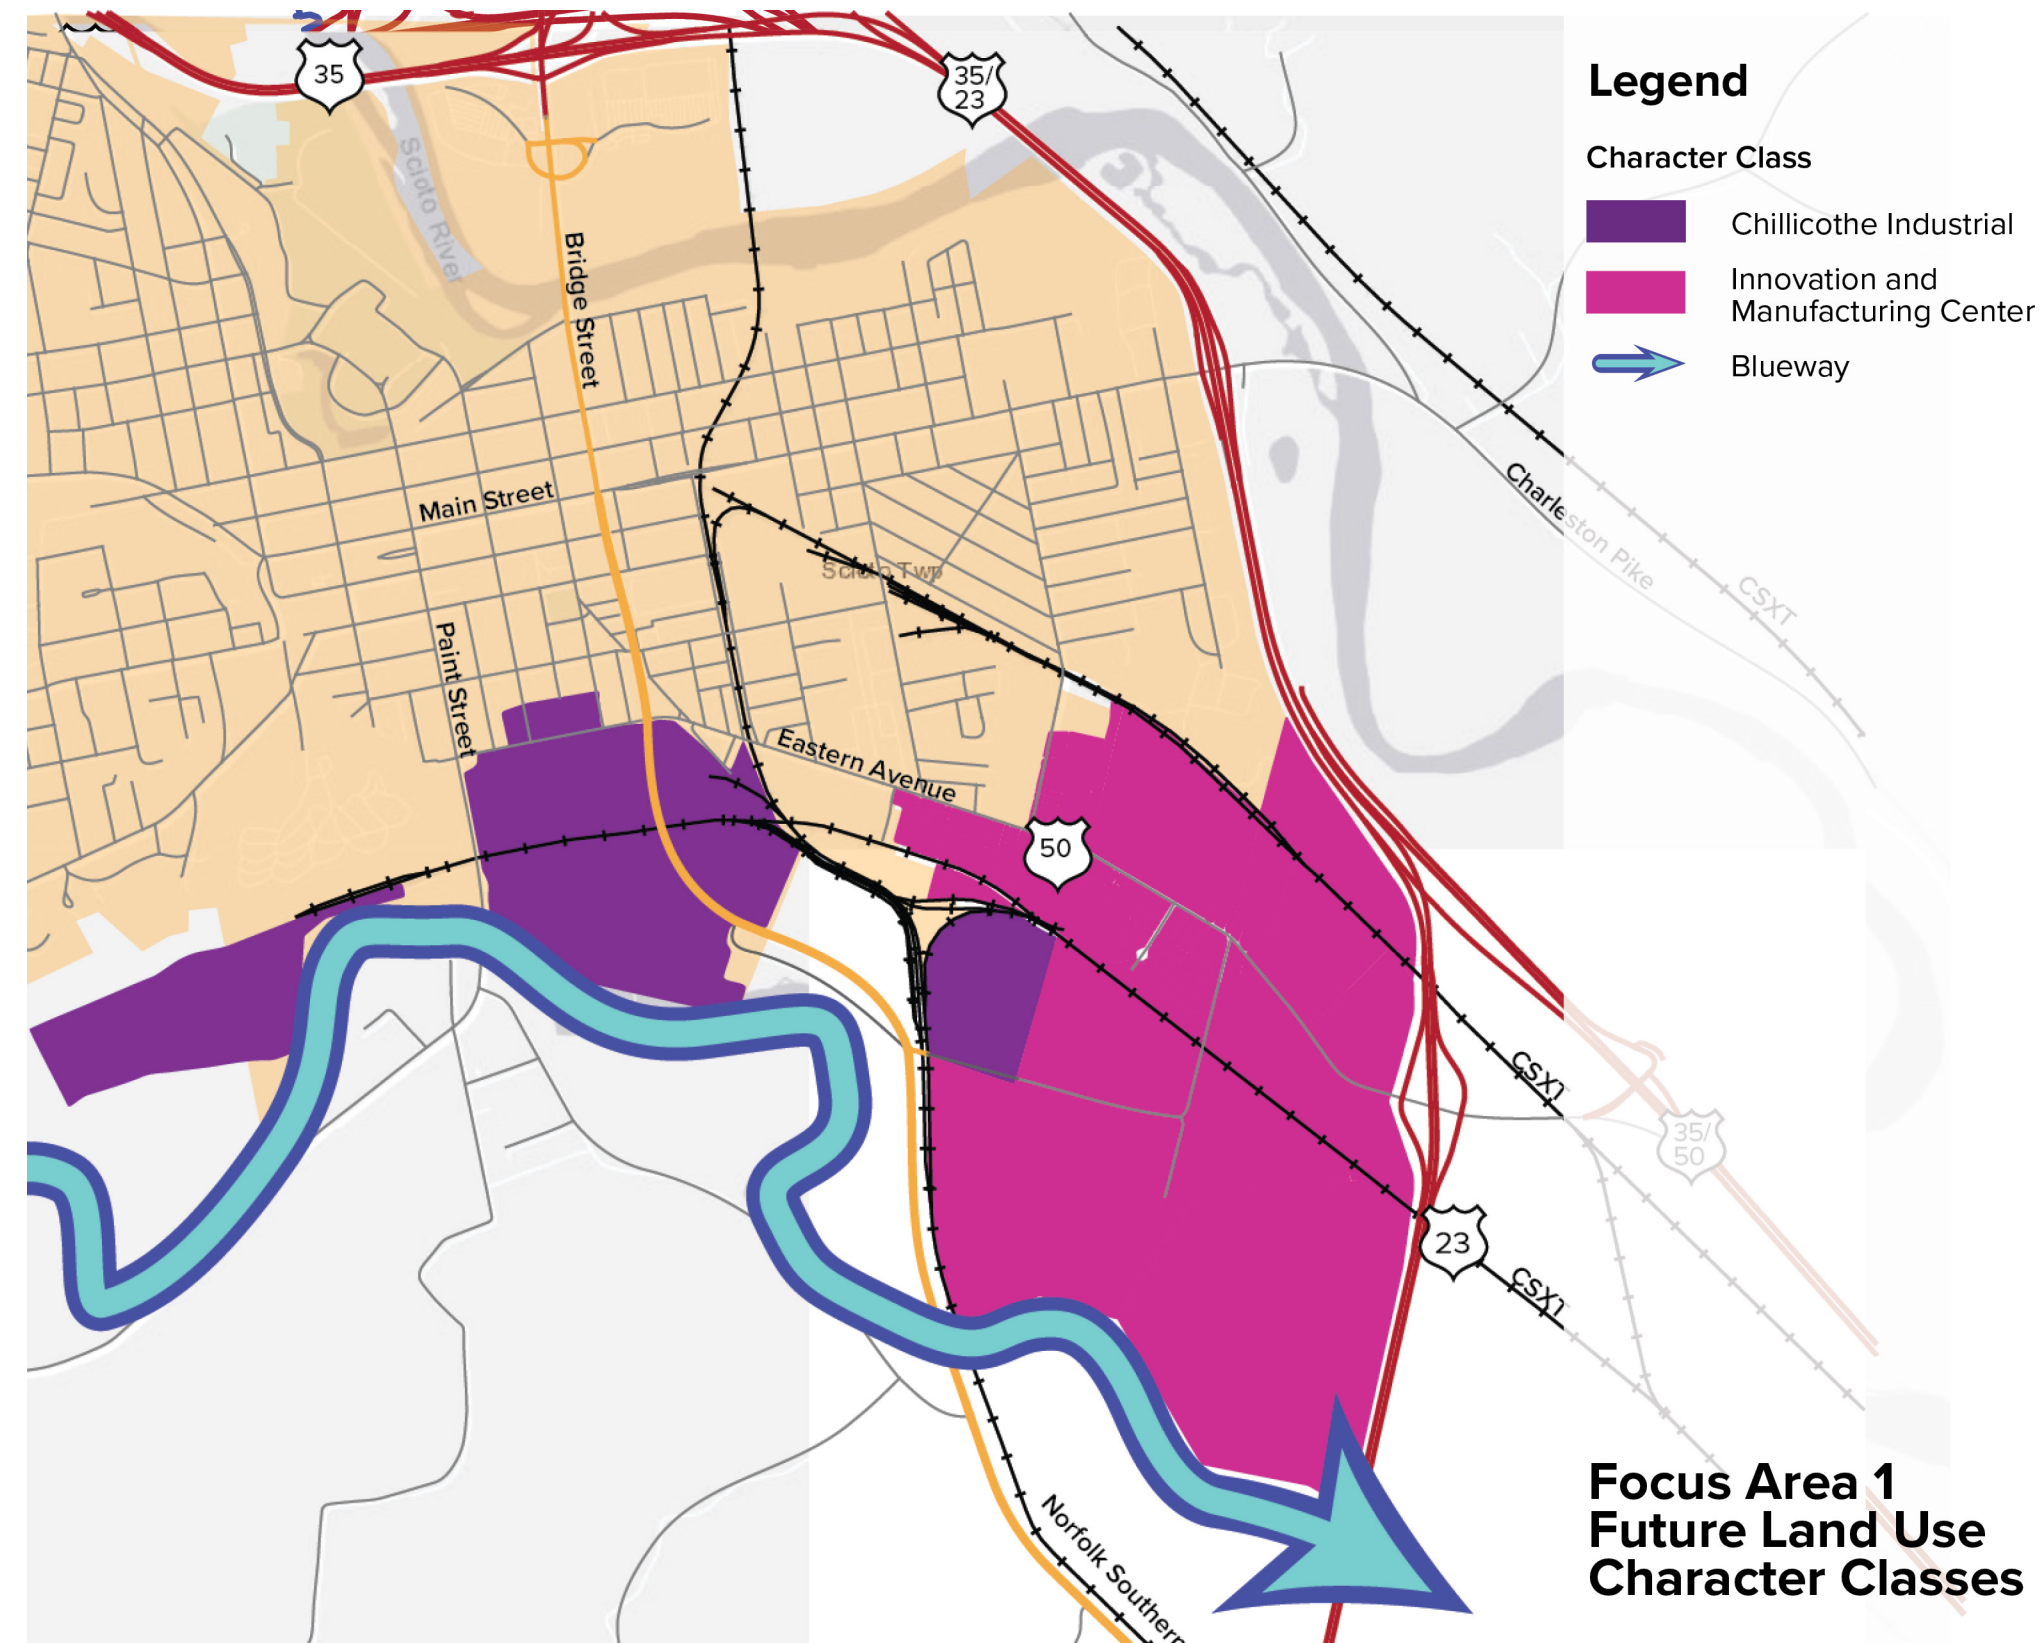 35
35/
23
Legend
Character Class
Chillicothe Industrial
Innovation and
Manufacturing Center
Blueway
Scioto River
Bridge Street
Main Street
Charleston Pike
CSXT
Paint Street
Eastern Avenue
50
CSXT
35/
50
23
CSXT
Norfolk Southern
Focus Area 1
Future Land Use
Character Classes